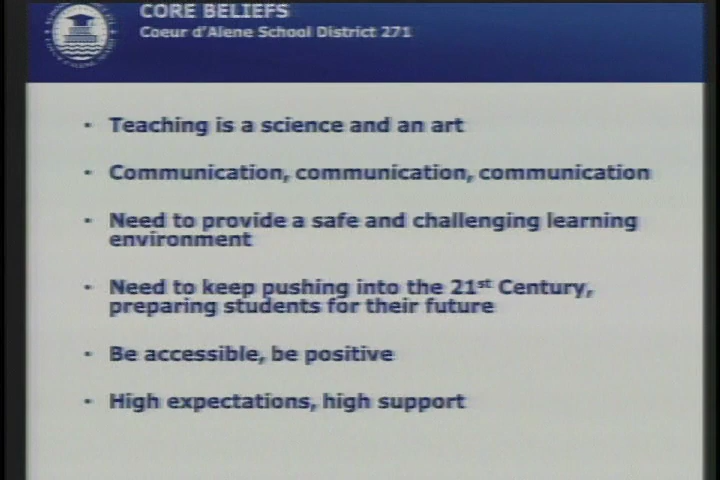 CORE BELIEFS
Coeur d'Alene School District 271
• Teaching is a science and an art
• Communication, communication, communication
• Need to provide a safe and challenging learning
environment
• Need to keep pushing into the 21st Century,
preparing students for their future
• Be accessible, be positive
• High expectations, high support